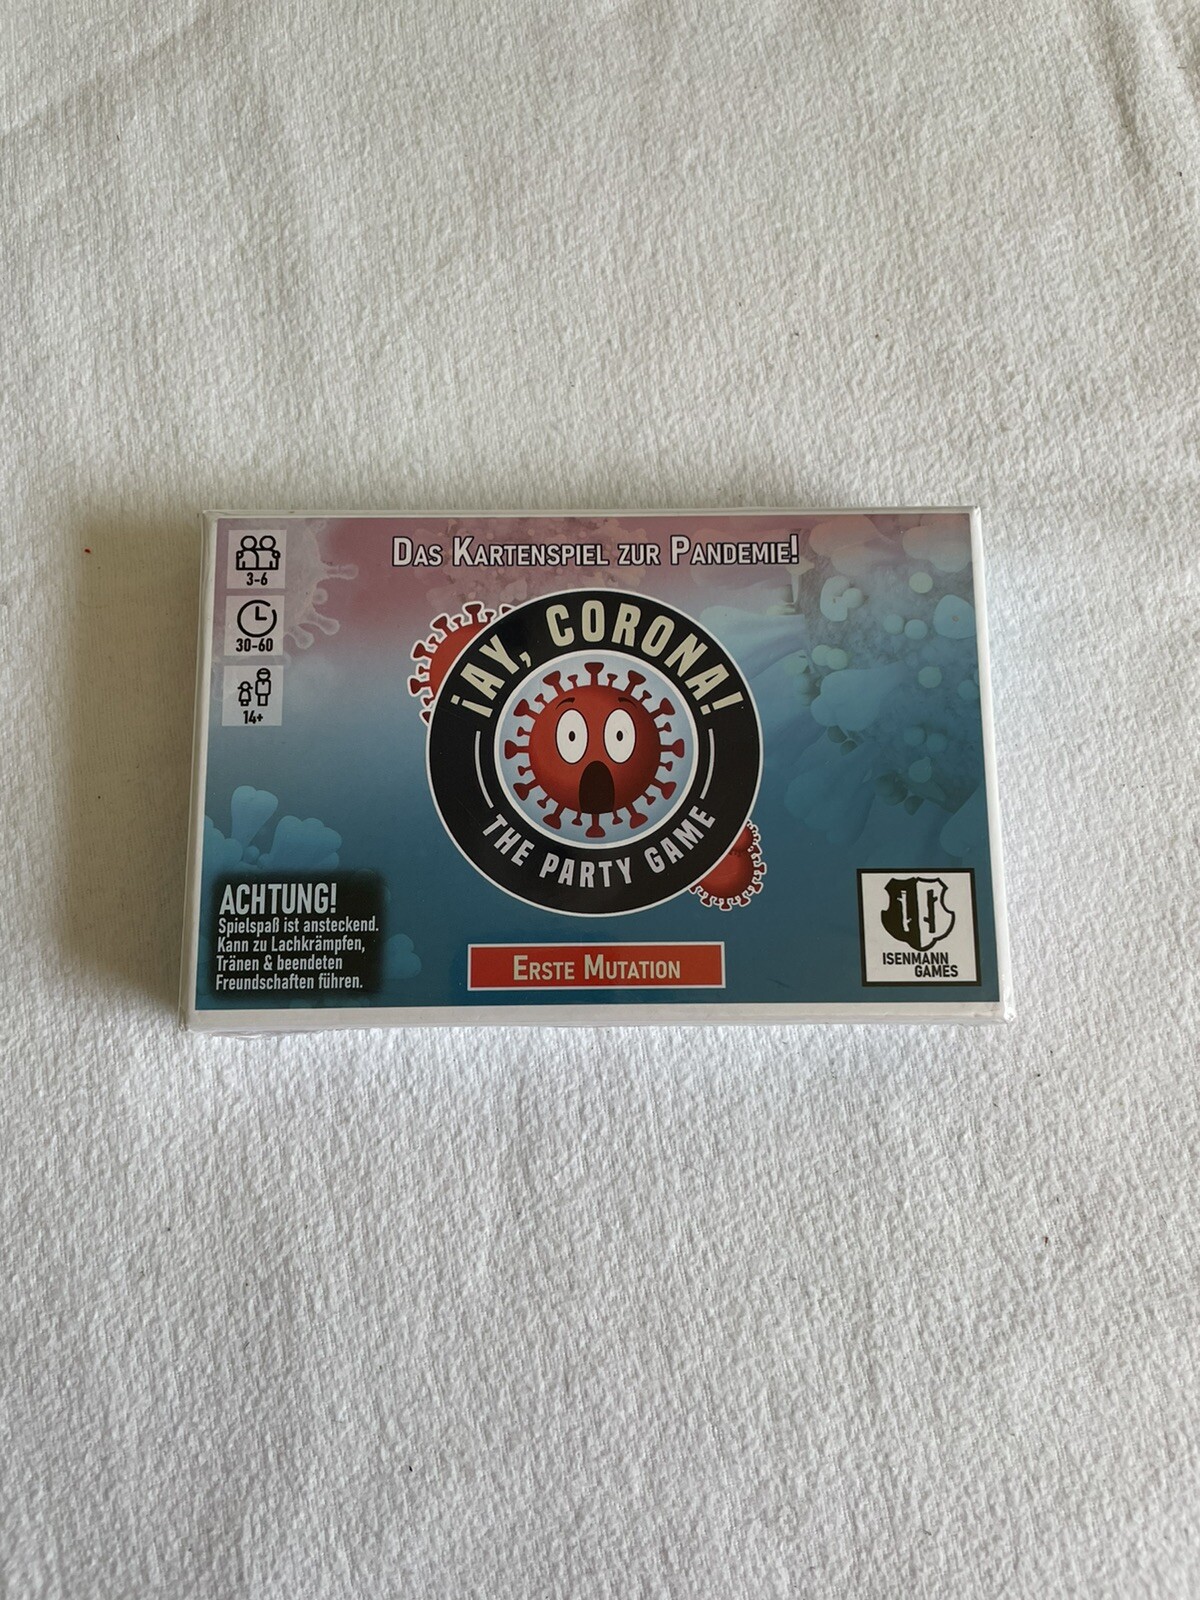 DAS KARTENSPIEL ZUR PANDEMIE!
3-6
30-60
14+
¡AY, CORONA!
THE PARTY GAME
ACHTUNG!
Spielspaß ist ansteckend.
Kann zu Lachkrämpfen,
Tränen & beendeten
Freundschaften führen.
ERSTE MUTATION
ISENMANN
GAMES